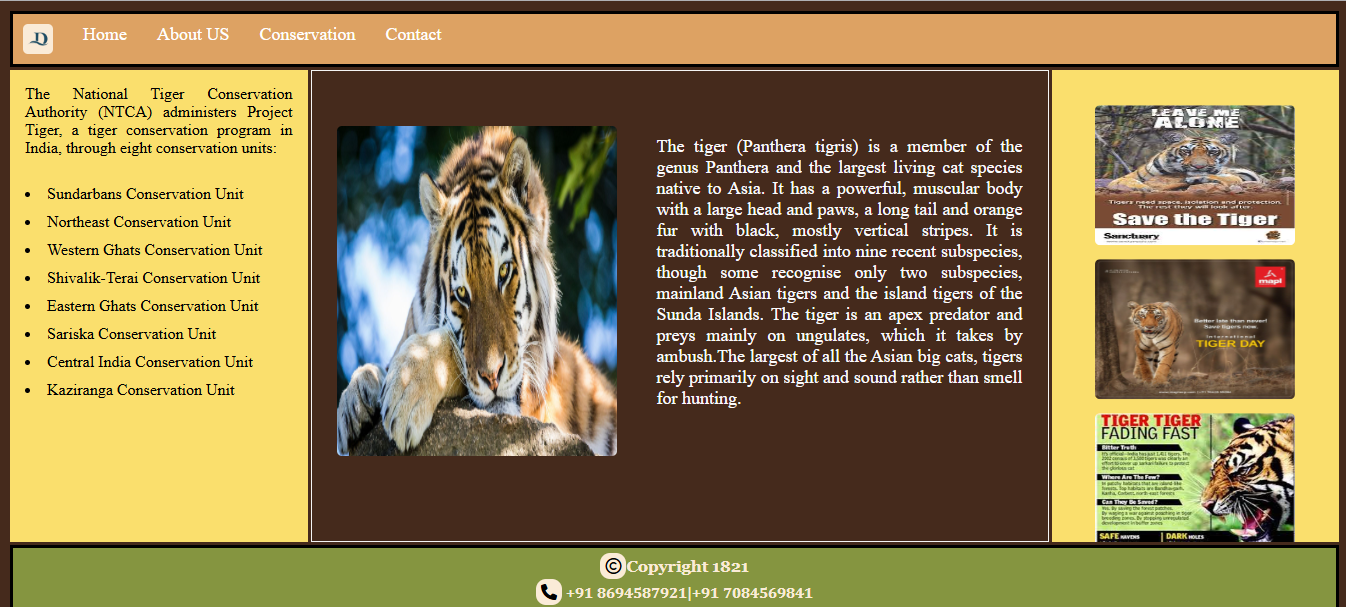 D
Home
About US
Conservation
Contact
The National Tiger Conservation
Authority (NTCA) administers Project
Tiger, a tiger conservation program in
India, through eight conservation units:
Sundarbans Conservation Unit
Northeast Conservation Unit
Western Ghats Conservation Unit
Shivalik-Terai Conservation Unit
Eastern Ghats Conservation Unit
Sariska Conservation Unit
Central India Conservation Unit
Kaziranga Conservation Unit
The tiger (Panthera tigris) is a member of the
genus Panthera and the largest living cat species
native to Asia. It has a powerful, muscular body
with a large head and paws, a long tail and orange
fur with black, mostly vertical stripes. It is
traditionally classified into nine recent subspecies,
though some recognise only two subspecies,
mainland Asian tigers and the island tigers of the
Sunda Islands. The tiger is an apex predator and
preys mainly on ungulates, which it takes by
ambush.The largest of all the Asian big cats, tigers
rely primarily on sight and sound rather than smell
for hunting.
LEAVE ME
ALONE
Tigers need space, isolation and protection.
The rest they will look after.
Save the Tiger
Sanctuary
mapl
Better late than never!
Save tigers now.
International
TIGER DAY
TIGER TIGER
FADING FAST
Bitter Truth
Where Are The Few?
Can They Be Saved?
SAFE HAVENS
DARK HOLES
© Copyright 1821
+91 8694587921|+91 7084569841